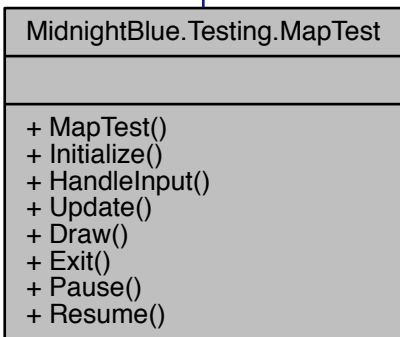 MidnightBlue.Testing.MapTest
+ MapTest()
+ Initialize()
+ HandleInput()
+ Update()
+ Draw()
+ Exit()
+ Pause()
+ Resume()